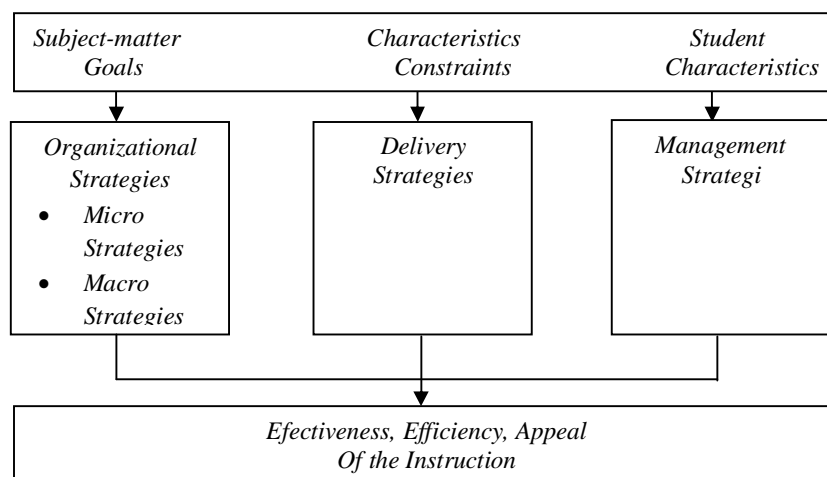 Subject-matter
Goals
Characteristics
Constraints
Student
Characteristics
Organizational
Strategies
• Micro
Strategies
• Macro
Strategies
Delivery
Strategies
Management
Strategi
Efectiveness, Efficiency, Appeal
Of the Instruction